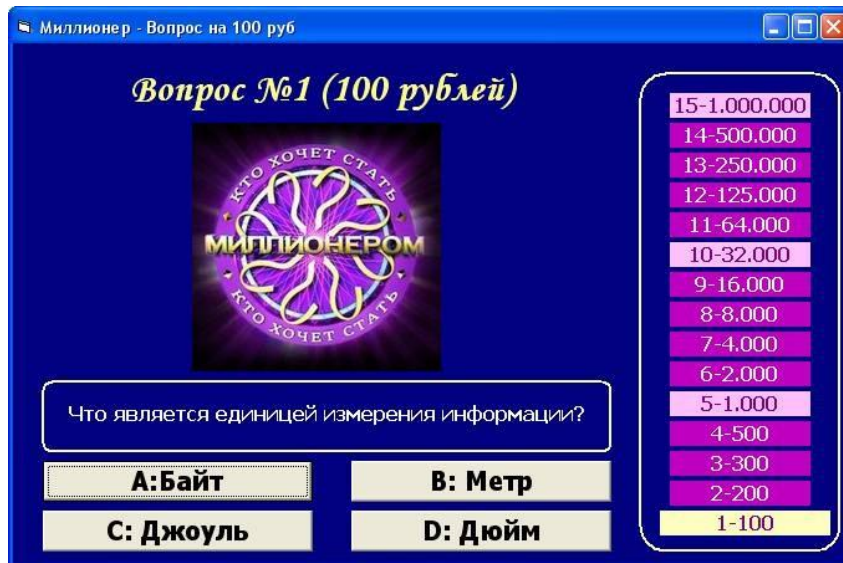 Миллионер - Вопрос на 100 руб
Вопрос №1 (100 рублей)
КТО ХОЧЕТ СТАТЬ
МИЛЛИОНЕРОМ
КТО ХОЧЕТ СТАТЬ
Что является единицей измерения информации?
A:Байт
B: Метр
C: Джоуль
D: Дюйм
15-1.000.000
14-500.000
13-250.000
12-125.000
11-64.000
10-32.000
9-16.000
8-8.000
7-4.000
6-2.000
5-1.000
4-500
3-300
2-200
1-100